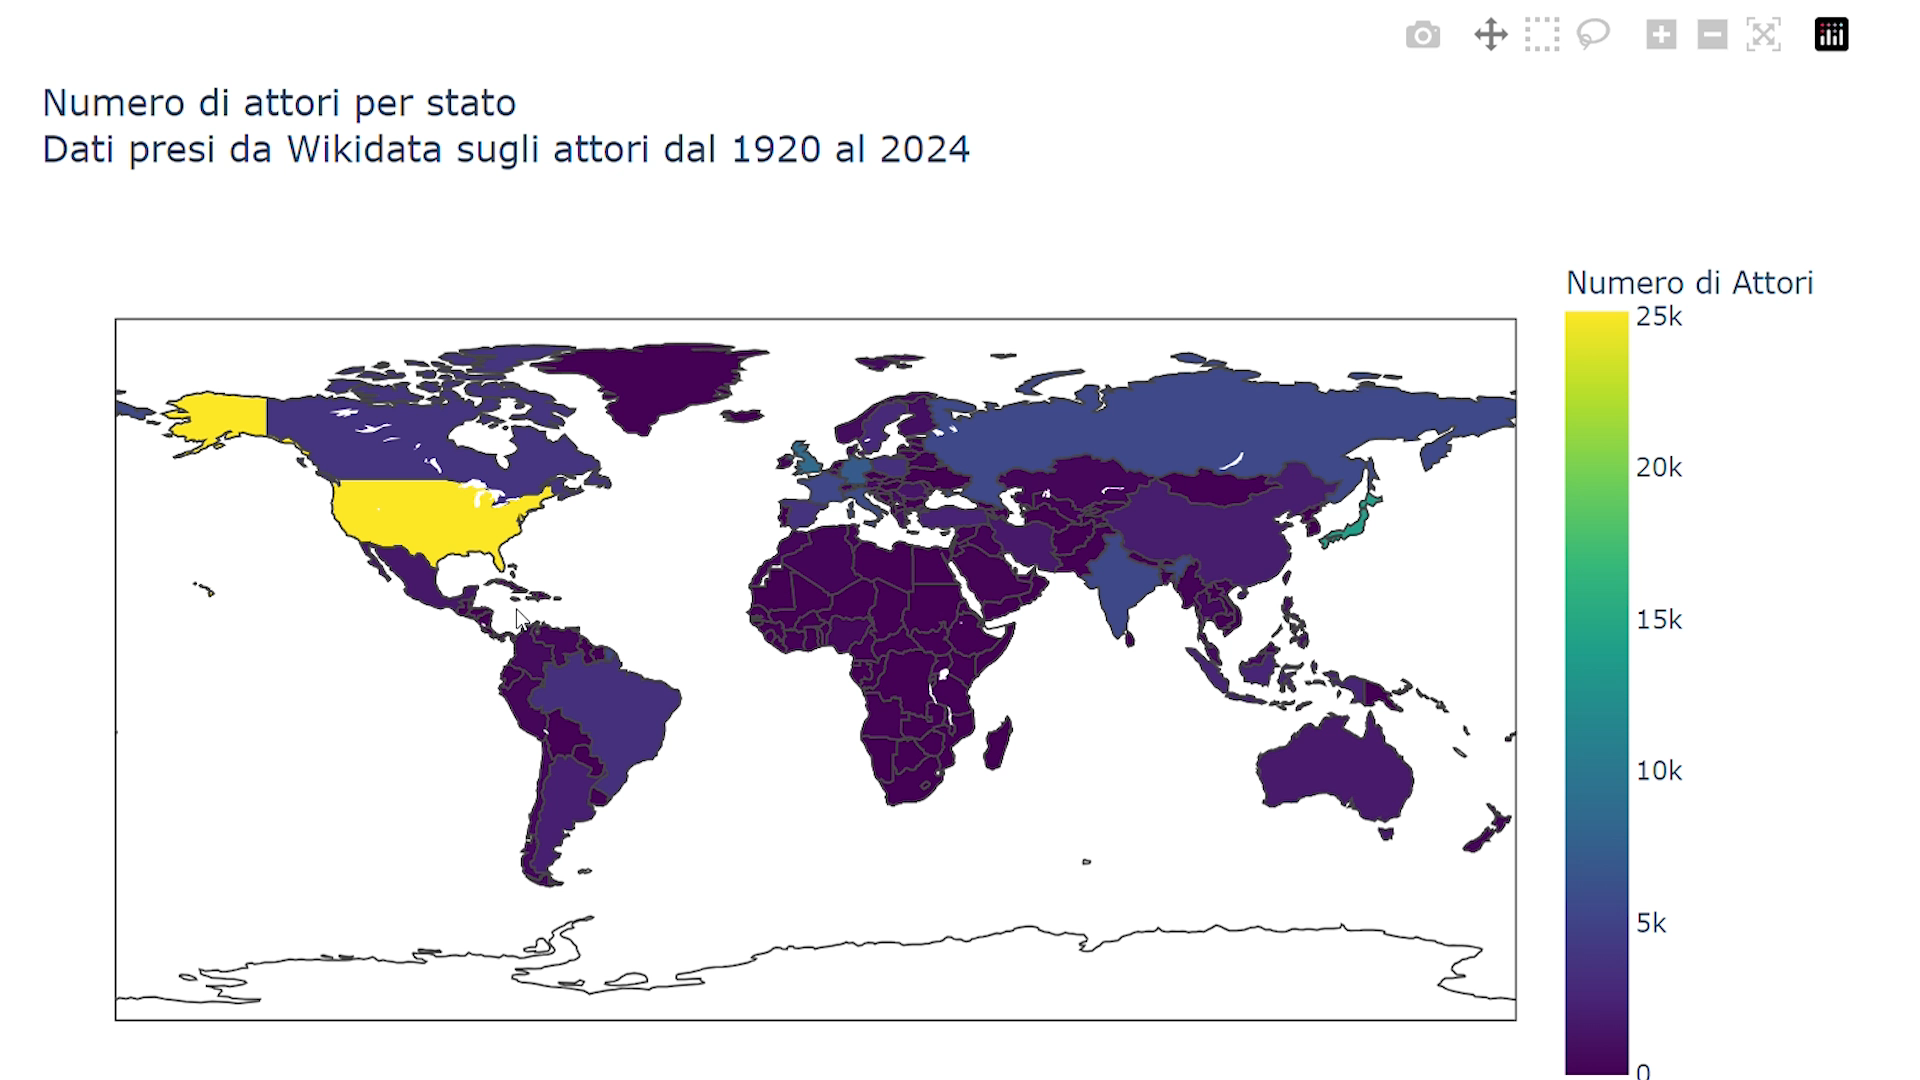 Numero di attori per stato
Dati presi da Wikidata sugli attori dal 1920 al 2024
Numero di Attori
25k
20k
15k
10k
5k
0